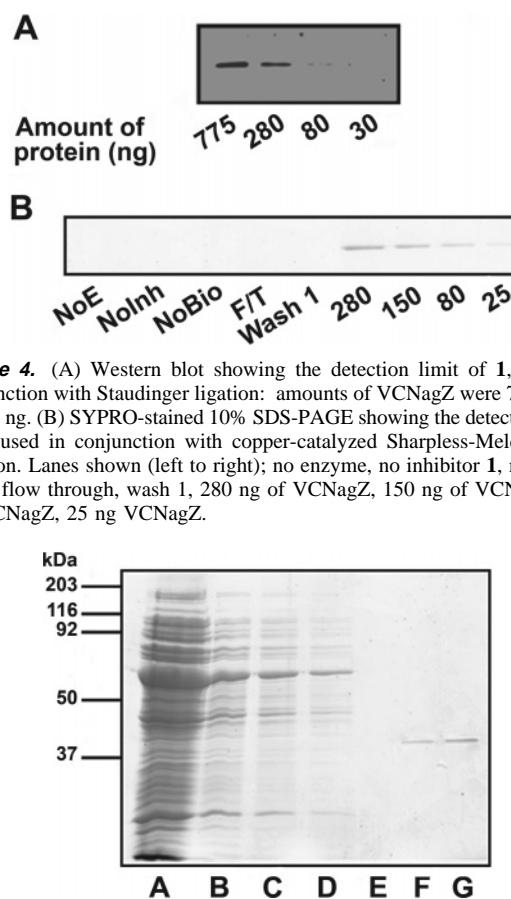 A
Amount of
protein (ng)
775 280 80 30
B
NoE NoInh NoBio F/T Wash 1 280 150 80 25
e 4. (A) Western blot showing the detection limit of 1,
nction with Staudinger ligation: amounts of VCNagZ were 7
ng. (B) SYPRO-stained 10% SDS-PAGE showing the detec
used in conjunction with copper-catalyzed Sharpless-Mel
on. Lanes shown (left to right); no enzyme, no inhibitor 1, n
flow through, wash 1, 280 ng of VCNagZ, 150 ng of VCN
CNagZ, 25 ng VCNagZ.
kDa
203
116
92
50
37
A B C D E F G